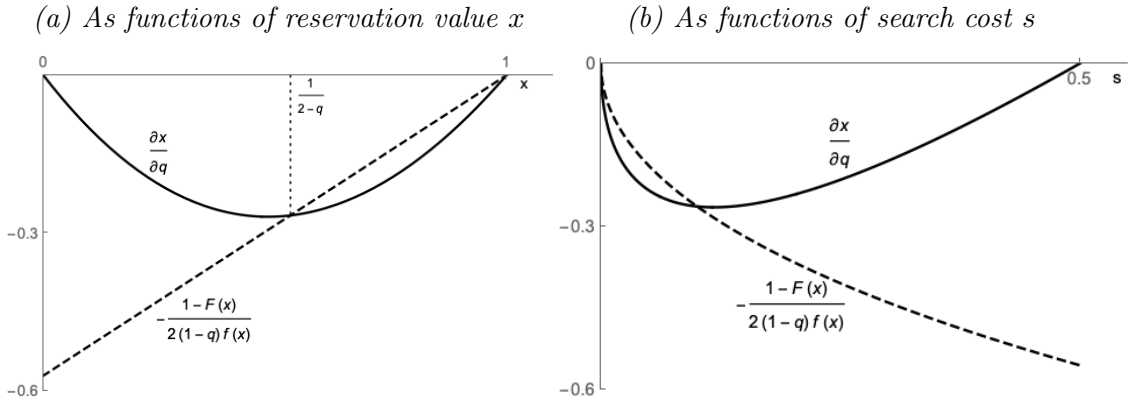 (a) As functions of reservation value x
0
1
x
1
2 - q
∂x
∂q
-0.3
- 1 - F (x)
2 (1 - q) f (x)
-0.6
(b) As functions of search cost s
0
0.5
s
∂x
∂q
-0.3
- 1 - F (x)
2 (1 - q) f (x)
-0.6